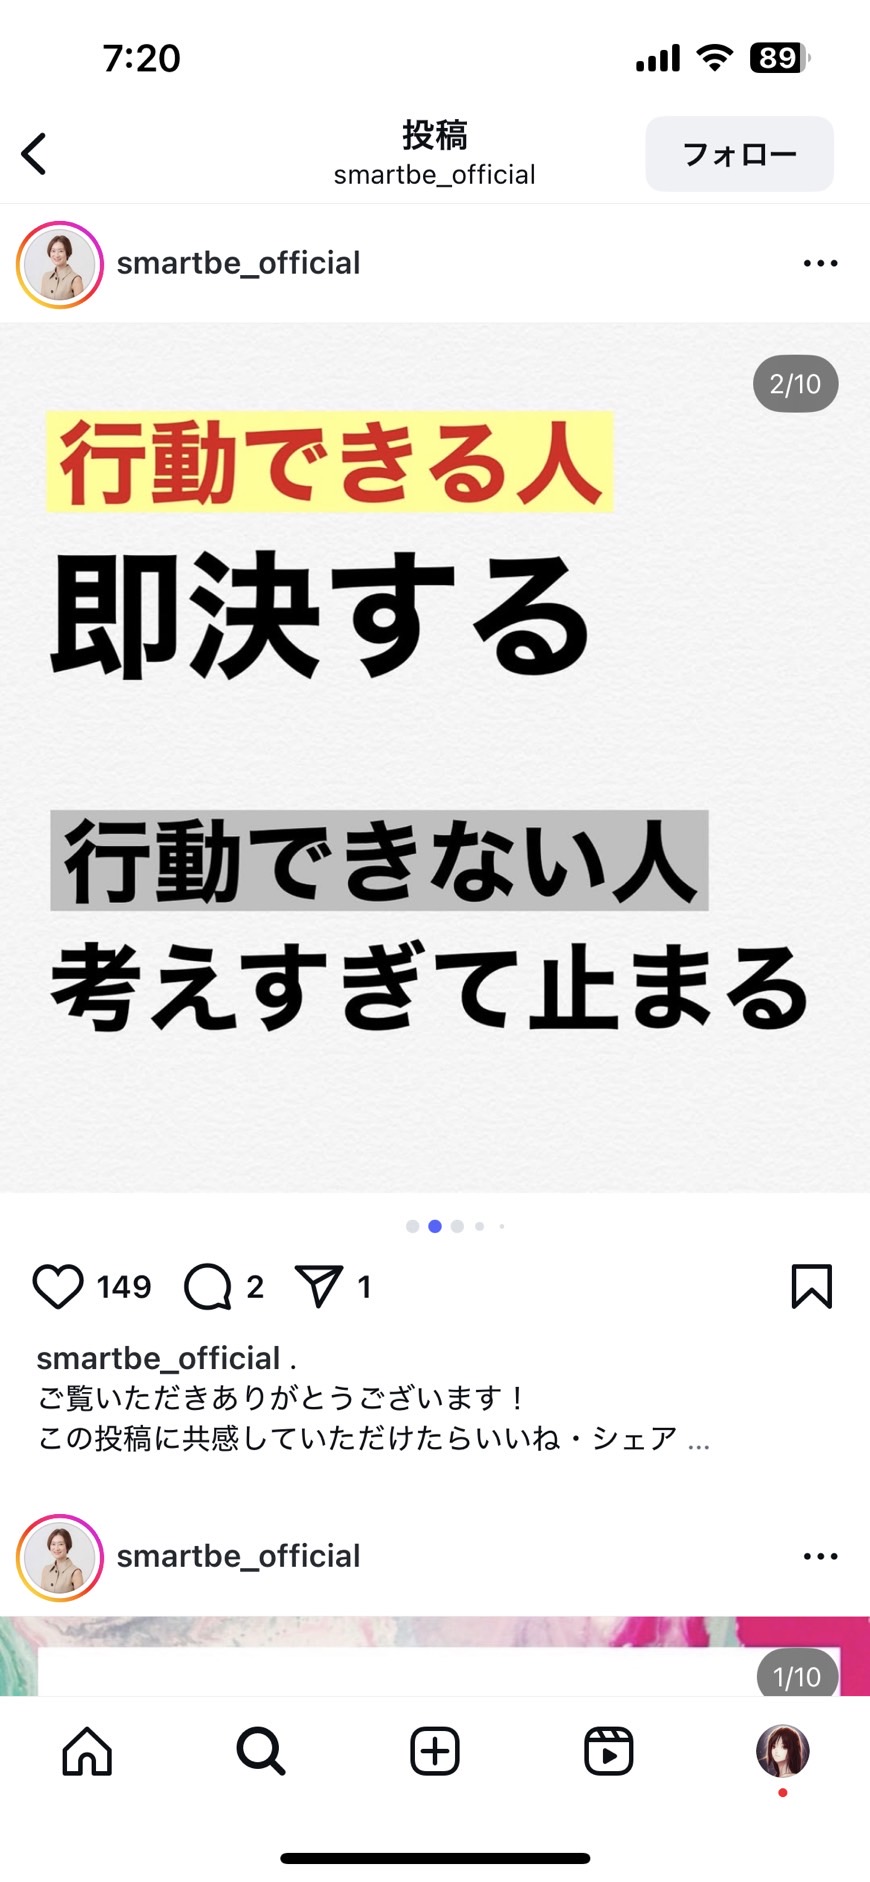 7:20
89
投稿
smartbe_official
フォロー
smartbe_official
2/10
行動できる人
即決する
行動できない人
考えすぎて止まる
149 2 1
smartbe_official .
ご覧いただきありがとうございます！
この投稿に共感していただけたらいいね・シェア ...
smartbe_official
1/10